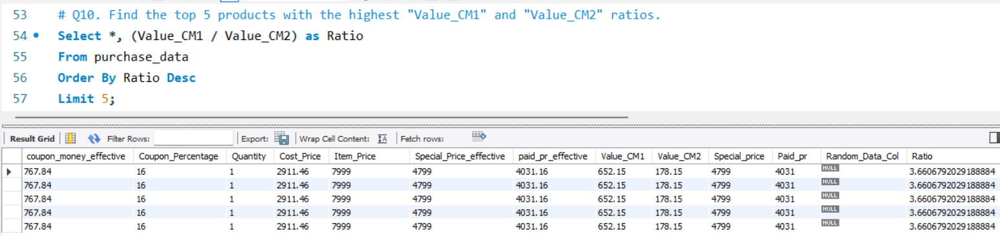 53 # Q10. Find the top 5 products with the highest "Value_CM1" and "Value_CM2" ratios.
54 Select *, (Value_CM1 / Value_CM2) as Ratio
55 From purchase_data
56 Order By Ratio Desc
57 Limit 5;
Result Grid Filter Rows: Export: Wrap Cell Content: IA Fetch rows:
coupon_money_effective Coupon_Percentage Quantity Cost_Price Item_Price Special_Price_effective paid_pr_effective Value_CM1 Value_CM2 Special_price Paid_pr Random_Data_Col Ratio
767.84 16 1 2911.46 7999 4799 4031.16 652.15 178.15 4799 4031 NULL 3.6606792029188884
767.84 16 1 2911.46 7999 4799 4031.16 652.15 178.15 4799 4031 NULL 3.6606792029188884
767.84 16 1 2911.46 7999 4799 4031.16 652.15 178.15 4799 4031 NULL 3.6606792029188884
767.84 16 1 2911.46 7999 4799 4031.16 652.15 178.15 4799 4031 NULL 3.6606792029188884
767.84 16 1 2911.46 7999 4799 4031.16 652.15 178.15 4799 4031 NULL 3.6606792029188884